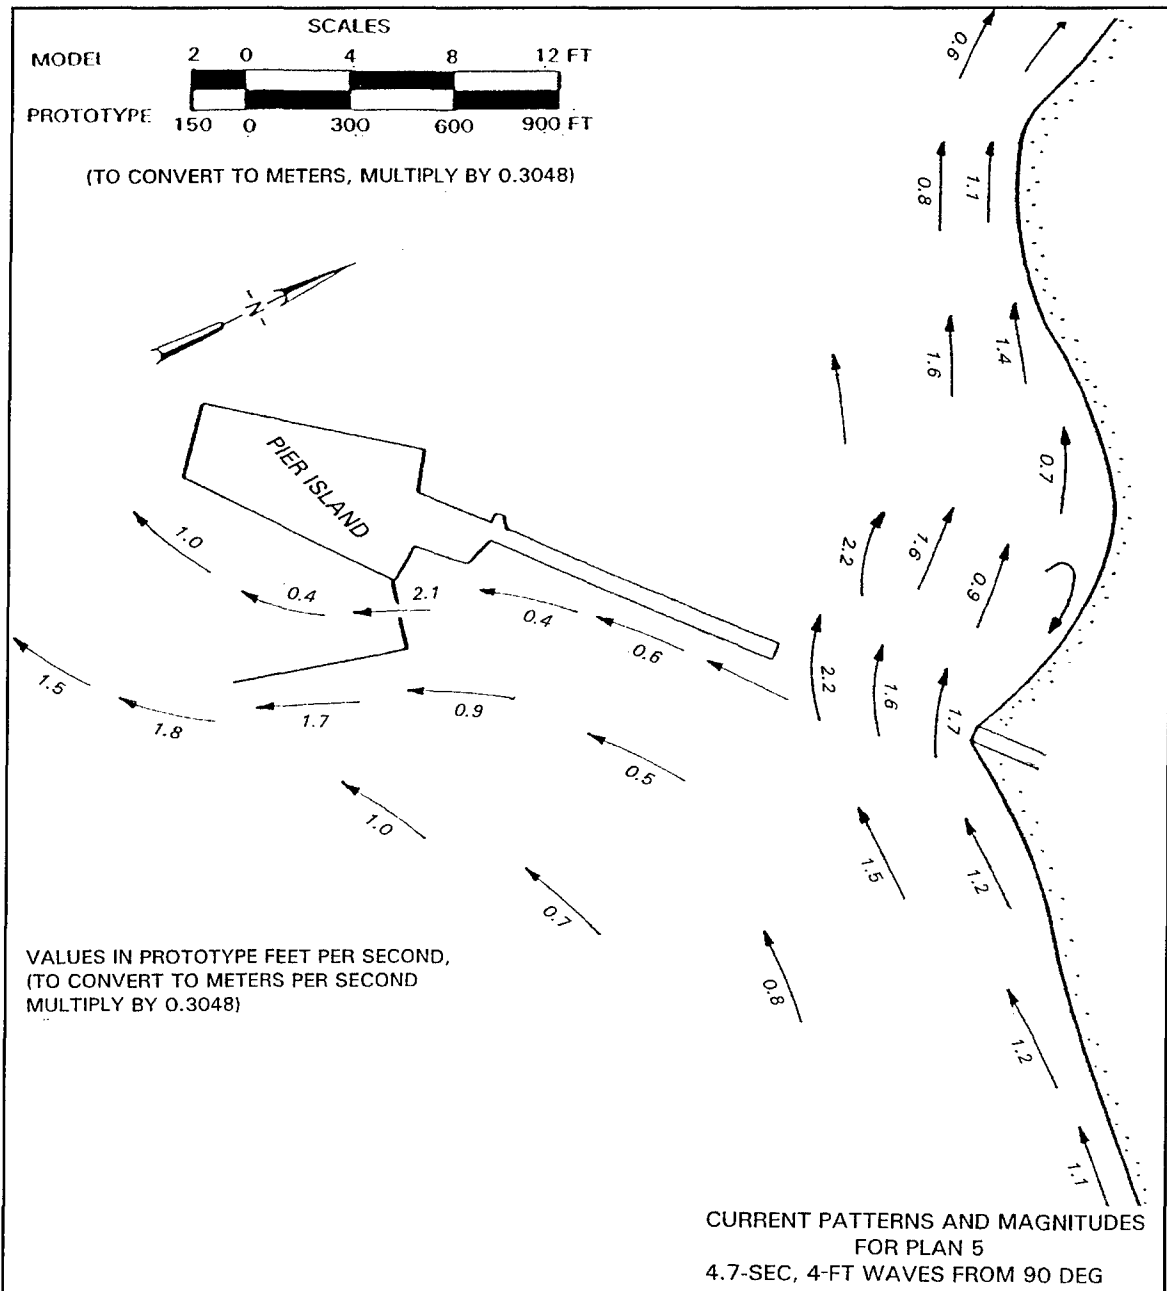 SCALES
MODEL 2 0 4 8 12 FT
PROTOTYPE 150 0 300 600 900 FT
(TO CONVERT TO METERS, MULTIPLY BY 0.3048)
-N-
PIER ISLAND
0.6
0.8
1.1
1.6
1.4
0.7
2.2
1.6
0.9
1.0
0.4
2.1
0.4
0.6
2.2
1.6
1.7
1.5
1.8
1.7
0.9
0.5
1.0
0.7
1.5
1.2
0.8
1.2
1.1
VALUES IN PROTOTYPE FEET PER SECOND,
(TO CONVERT TO METERS PER SECOND
MULTIPLY BY 0.3048)
CURRENT PATTERNS AND MAGNITUDES
FOR PLAN 5
4.7-SEC, 4-FT WAVES FROM 90 DEG